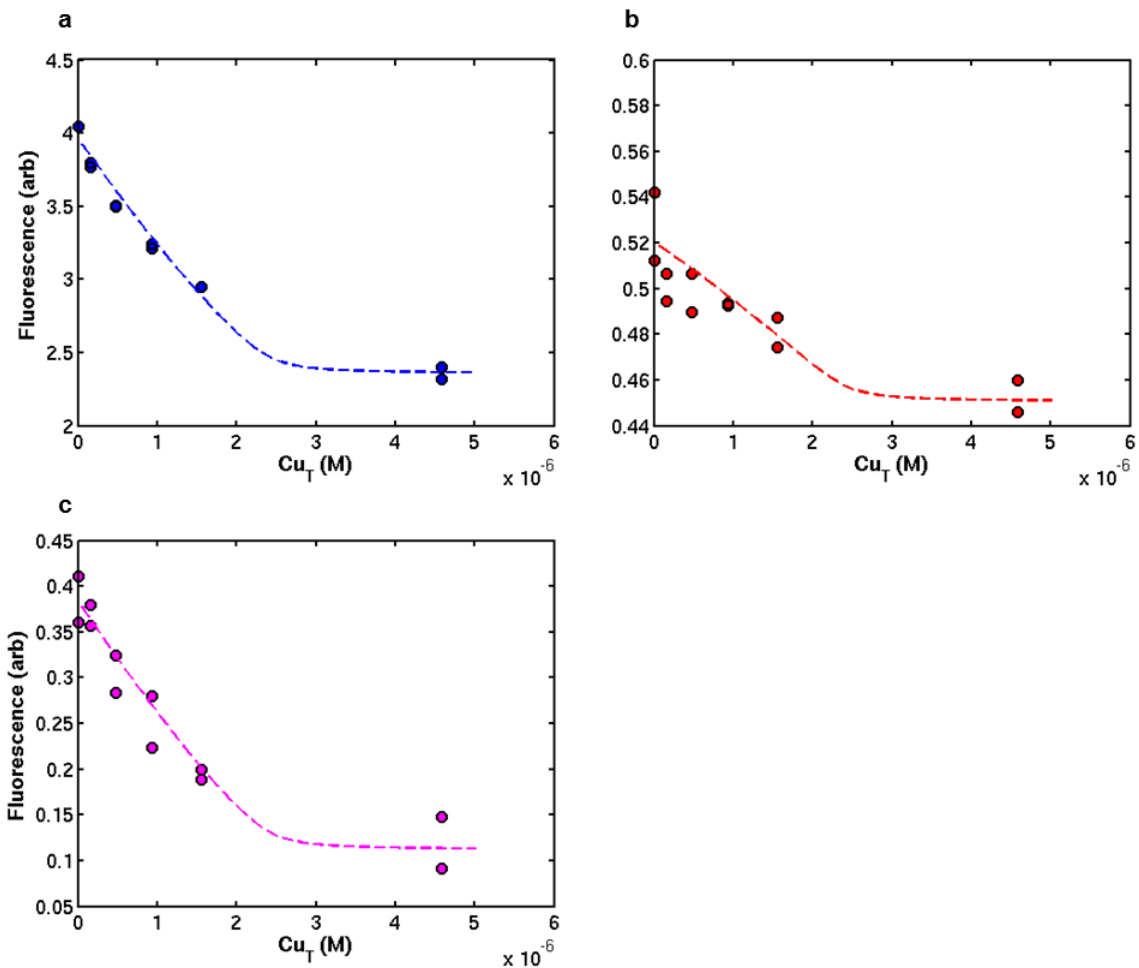 a
4.5
4
3.5
3
2.5
2
Fluorescence (arb)
0 1 2 3 4 5 6
Cu_T (M)
x 10^-6
b
0.6
0.58
0.56
0.54
0.52
0.5
0.48
0.46
0.44
0 1 2 3 4 5 6
Cu_T (M)
x 10^-6
c
0.45
0.4
0.35
0.3
0.25
0.2
0.15
0.1
0.05
Fluorescence (arb)
0 1 2 3 4 5 6
Cu_T (M)
x 10^-6